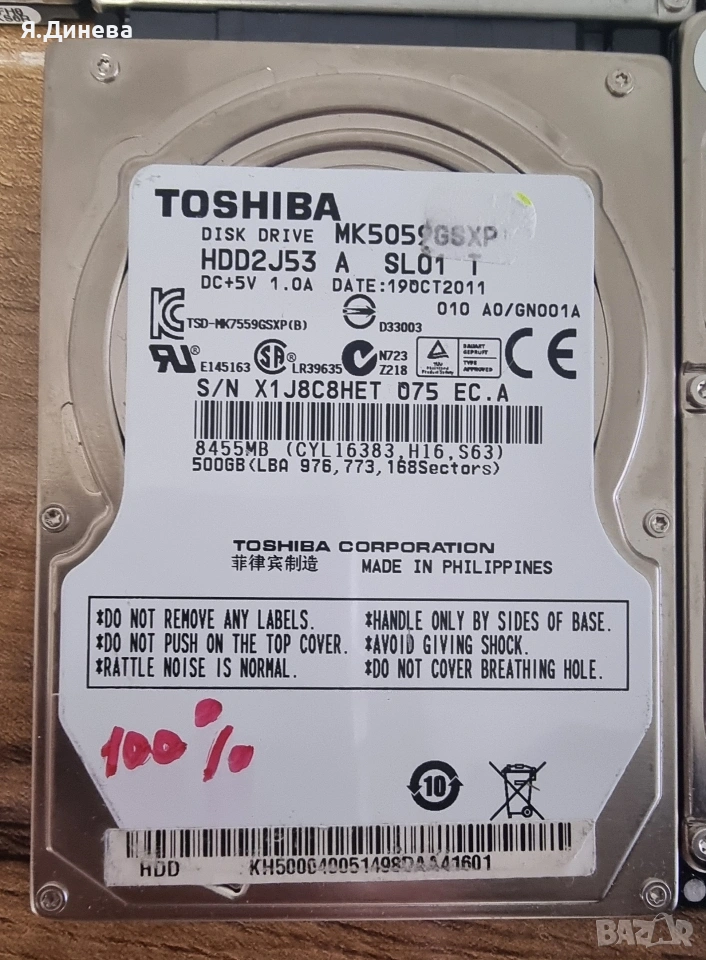 Я.Динева
TOSHIBA
DISK DRIVE MK5059GSXP
HDD2J53 A SL01 T
DC+5V 1.0A DATE:19OCT2011
010 A0/GN001A
TSD-MK7559GSXP(B)
D33003
E145163
LR39635
N723
Z218
CE
S/N X1J8C8HET 075 EC.A
8455MB (CYL16383,H16,S63)
500GB(LBA 976,773,168Sectors)
TOSHIBA CORPORATION
菲律宾制造 MADE IN PHILIPPINES
*DO NOT REMOVE ANY LABELS.
*DO NOT PUSH ON THE TOP COVER.
*RATTLE NOISE IS NORMAL.
*HANDLE ONLY BY SIDES OF BASE.
*AVOID GIVING SHOCK.
*DO NOT COVER BREATHING HOLE.
100%
10
HDD
BAZAR